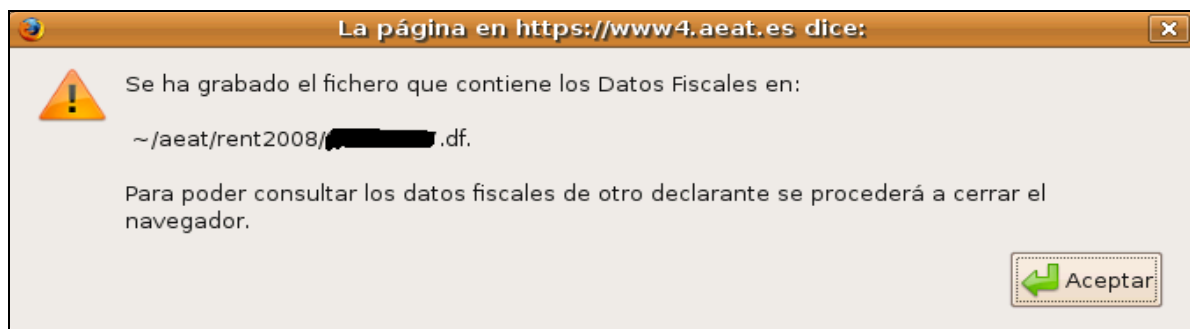 La página en https://www4.aeat.es dice:
Se ha grabado el fichero que contiene los Datos Fiscales en:
~/aeat/rent2008/ .df.
Para poder consultar los datos fiscales de otro declarante se procederá a cerrar el
navegador.
Aceptar